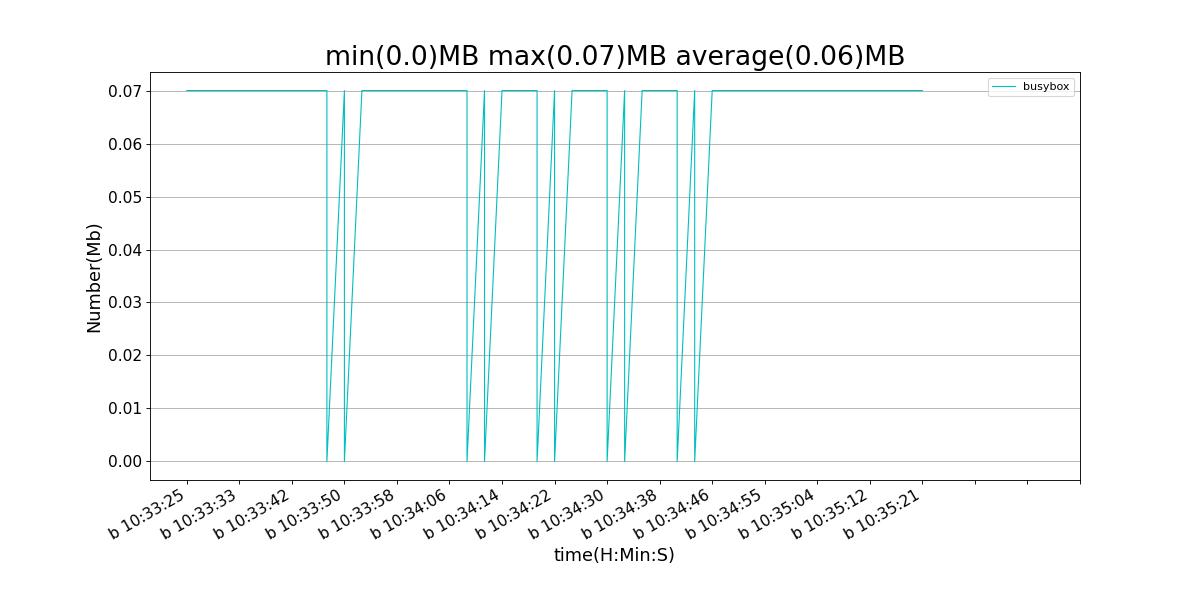 min(0.0)MB max(0.07)MB average(0.06)MB
busybox
Number(Mb)
0.07
0.06
0.05
0.04
0.03
0.02
0.01
0.00
b 10:33:25
b 10:33:33
b 10:33:42
b 10:33:50
b 10:33:58
b 10:34:06
b 10:34:14
b 10:34:22
b 10:34:30
b 10:34:38
b 10:34:46
b 10:34:55
b 10:35:04
b 10:35:12
b 10:35:21
time(H:Min:S)